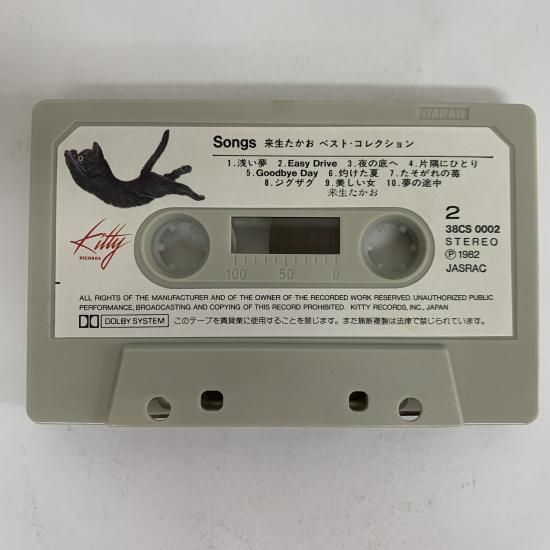 JAPAN
Songs 来生たかお ベスト・コレクション
1.浅い夢 2.Easy Drive 3.夜の底へ 4.片隅にひとり
5.Goodbye Day 6.灼けた夏 7.たそがれの苺
8.ジグザグ 9.美しい女 10.夢の途中
来生たかお
Kitty
RECORDS
2
38CS 0002
STEREO
Ⓟ1982
JASRAC
100 50 0
ALL RIGHTS OF THE MANUFACTURER AND OF THE OWNER OF THE RECORDED WORK RESERVED. UNAUTHORIZED PUBLIC
PERFORMANCE, BROADCASTING AND COPYING OF THIS RECORD PROHIBITED. KITTY RECORDS, INC., JAPAN
DOLBY SYSTEM このテープを賃貸業に使用することを禁じます。また無断複製は法律で禁じられています。